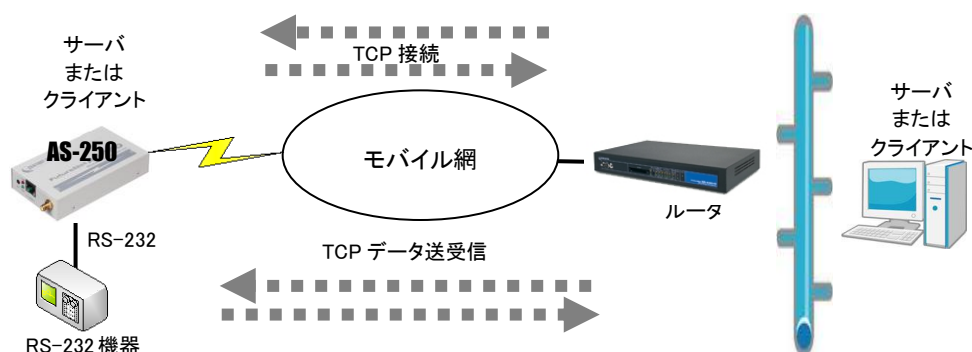 サーバ
または
クライアント
AS-250
RS-232
RS-232 機器
TCP 接続
モバイル網
TCP データ送受信
ルータ
サーバ
または
クライアント